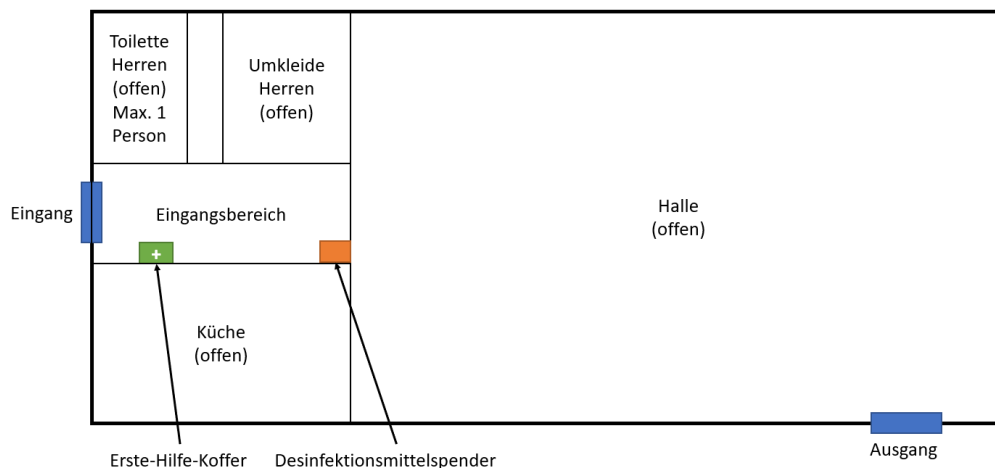 Toilette
Herren
(offen)
Max. 1
Person
Umkleide
Herren
(offen)
Eingang
Eingangsbereich
Halle
(offen)
+
Küche
(offen)
Ausgang
Erste-Hilfe-Koffer
Desinfektionsmittelspender